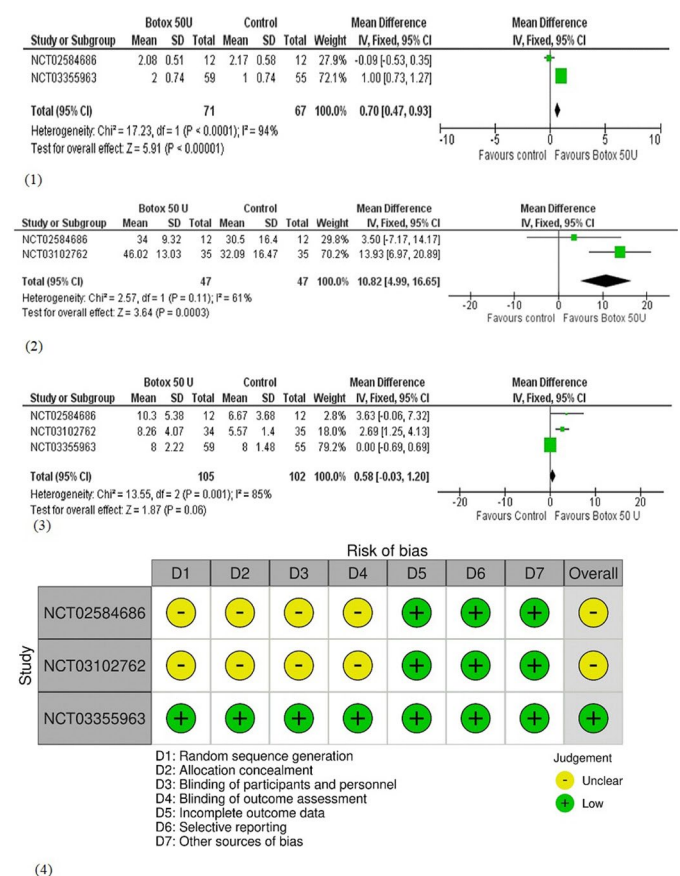 Botox 50U Control Mean Difference Mean Difference
Study or Subgroup Mean SD Total Mean SD Total Weight IV, Fixed, 95% CI IV, Fixed, 95% CI
NCT02584686 2.08 0.51 12 2.17 0.58 12 27.9% -0.09 [-0.53, 0.35]
NCT03355963 2 0.74 59 1 0.74 55 72.1% 1.00 [0.73, 1.27]
Total (95% CI) 71 67 100.0% 0.70 [0.47, 0.93]
Heterogeneity: Chi² = 17.23, df = 1 (P < 0.0001); I² = 94%
Test for overall effect: Z = 5.91 (P < 0.00001)
-10 -5 0 5 10
Favours control Favours Botox 50U
(1)
Botox 50 U Control Mean Difference Mean Difference
Study or Subgroup Mean SD Total Mean SD Total Weight IV, Fixed, 95% CI IV, Fixed, 95% CI
NCT02584686 34 9.32 12 30.5 16.4 12 29.8% 3.50 [-7.17, 14.17]
NCT03102762 46.02 13.03 35 32.09 16.47 35 70.2% 13.93 [6.97, 20.89]
Total (95% CI) 47 47 100.0% 10.82 [4.99, 16.65]
Heterogeneity: Chi² = 2.57, df = 1 (P = 0.11); I² = 61%
Test for overall effect: Z = 3.64 (P = 0.0003)
-20 -10 0 10 20
Favours control Favours Botox 50U
(2)
Botox 50 U Control Mean Difference Mean Difference
Study or Subgroup Mean SD Total Mean SD Total Weight IV, Fixed, 95% CI IV, Fixed, 95% CI
NCT02584686 10.3 5.38 12 6.67 3.68 12 2.8% 3.63 [-0.06, 7.32]
NCT03102762 8.26 4.07 34 5.57 1.4 35 18.0% 2.69 [1.25, 4.13]
NCT03355963 8 2.22 59 8 1.48 55 79.2% 0.00 [-0.69, 0.69]
Total (95% CI) 105 102 100.0% 0.58 [-0.03, 1.20]
Heterogeneity: Chi² = 13.55, df = 2 (P = 0.001); I² = 85%
Test for overall effect: Z = 1.87 (P = 0.06)
-20 -10 0 10 20
Favours Control Favours Botox 50 U
(3)
Risk of bias
D1 D2 D3 D4 D5 D6 D7 Overall
Study
NCT02584686 - - - - + + + -
NCT03102762 - - - - + + + -
NCT03355963 + + + + + + + +
D1: Random sequence generation
D2: Allocation concealment
D3: Blinding of participants and personnel
D4: Blinding of outcome assessment
D5: Incomplete outcome data
D6: Selective reporting
D7: Other sources of bias
Judgement
- Unclear
+ Low
(4)